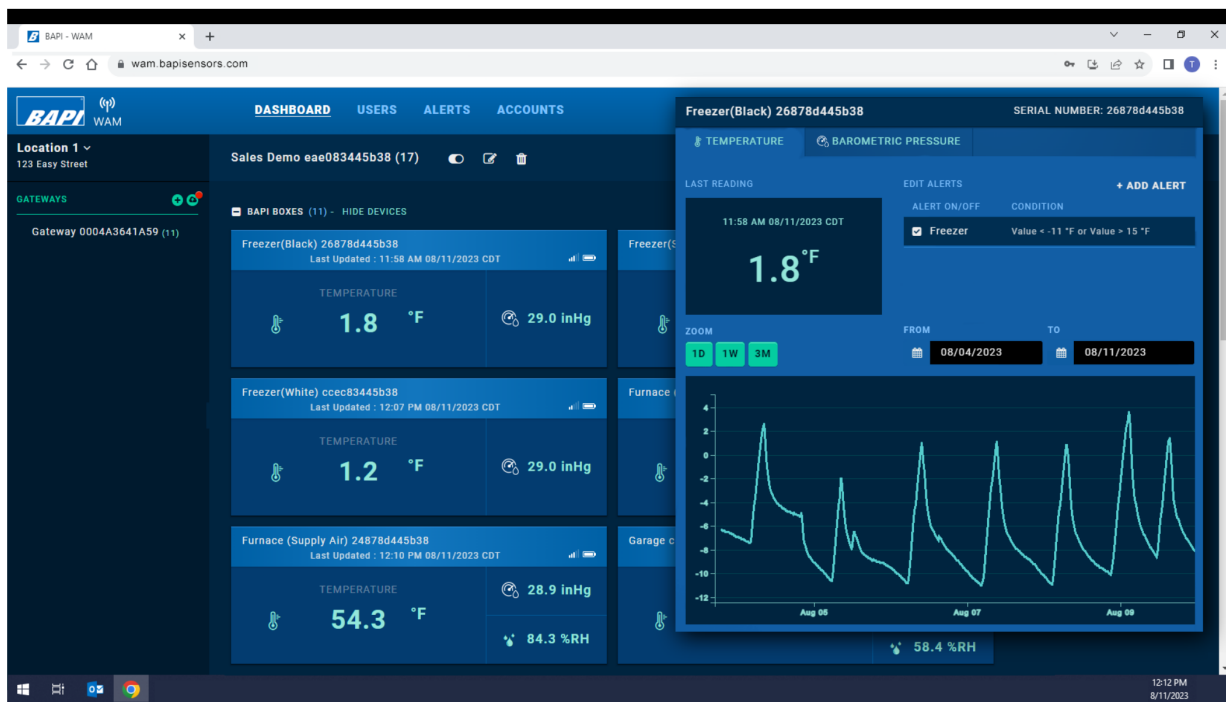 BAPI - WAM
wam.bapisensors.com
T
BAPI WAM
DASHBOARD USERS ALERTS ACCOUNTS
Location 1
123 Easy Street
GATEWAYS
Gateway 0004A3641A59 (11)
Sales Demo eae083445b38 (17)
BAPI BOXES (11) - HIDE DEVICES
Freezer(Black) 26878d445b38
Last Updated : 11:58 AM 08/11/2023 CDT
TEMPERATURE
1.8 °F
29.0 inHg
Freezer(
Freezer(White) ccec83445b38
Last Updated : 12:07 PM 08/11/2023 CDT
TEMPERATURE
1.2 °F
29.0 inHg
Furnace
Furnace (Supply Air) 24878d445b38
Last Updated : 12:10 PM 08/11/2023 CDT
TEMPERATURE
54.3 °F
28.9 inHg
84.3 %RH
Garage c
58.4 %RH
Freezer(Black) 26878d445b38 SERIAL NUMBER: 26878d445b38
TEMPERATURE BAROMETRIC PRESSURE
LAST READING
11:58 AM 08/11/2023 CDT
1.8°F
EDIT ALERTS + ADD ALERT
ALERT ON/OFF CONDITION
Freezer Value < -11 °F or Value > 15 °F
ZOOM
1D 1W 3M
FROM TO
08/04/2023 08/11/2023
4
2
0
-2
-4
-6
-8
-10
-12
Aug 05 Aug 07 Aug 09
12:12 PM
8/11/2023